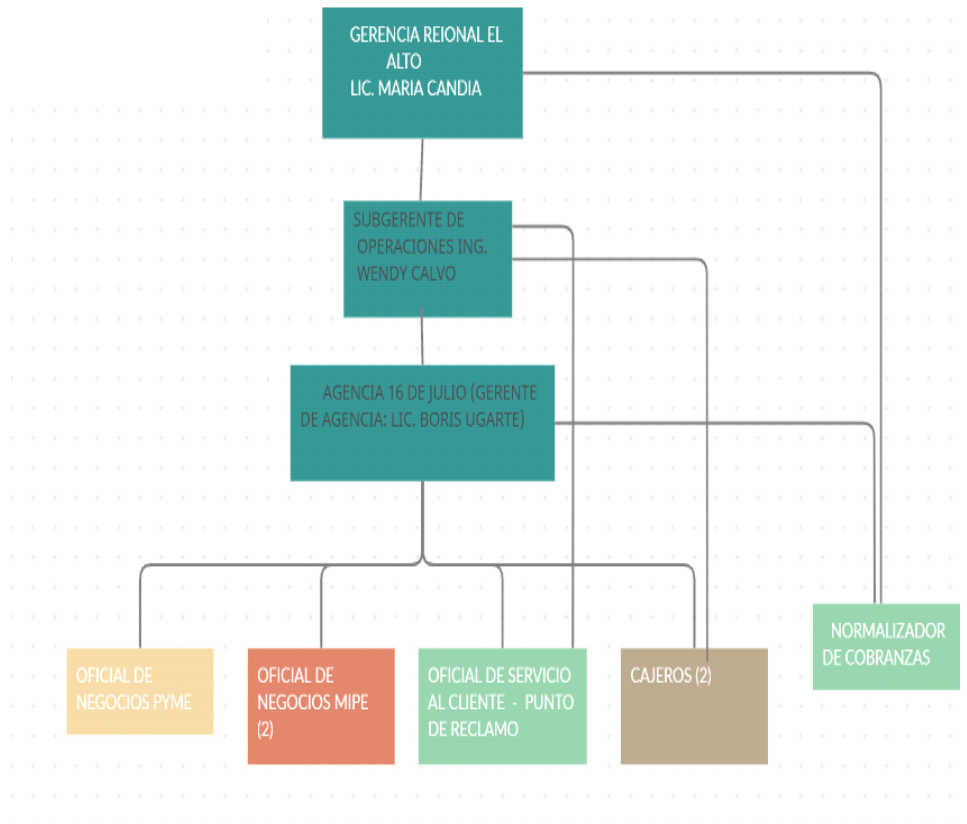 GERENCIA REIONAL EL
ALTO
LIC. MARIA CANDIA
SUBGERENTE DE
OPERACIONES ING.
WENDY CALVO
AGENCIA 16 DE JULIO (GERENTE
DE AGENCIA: LIC. BORIS UGARTE)
OFICIAL DE
NEGOCIOS PYME
OFICIAL DE
NEGOCIOS MIPE
(2)
OFICIAL DE SERVICIO
AL CLIENTE - PUNTO
DE RECLAMO
CAJEROS (2)
NORMALIZADOR
DE COBRANZAS